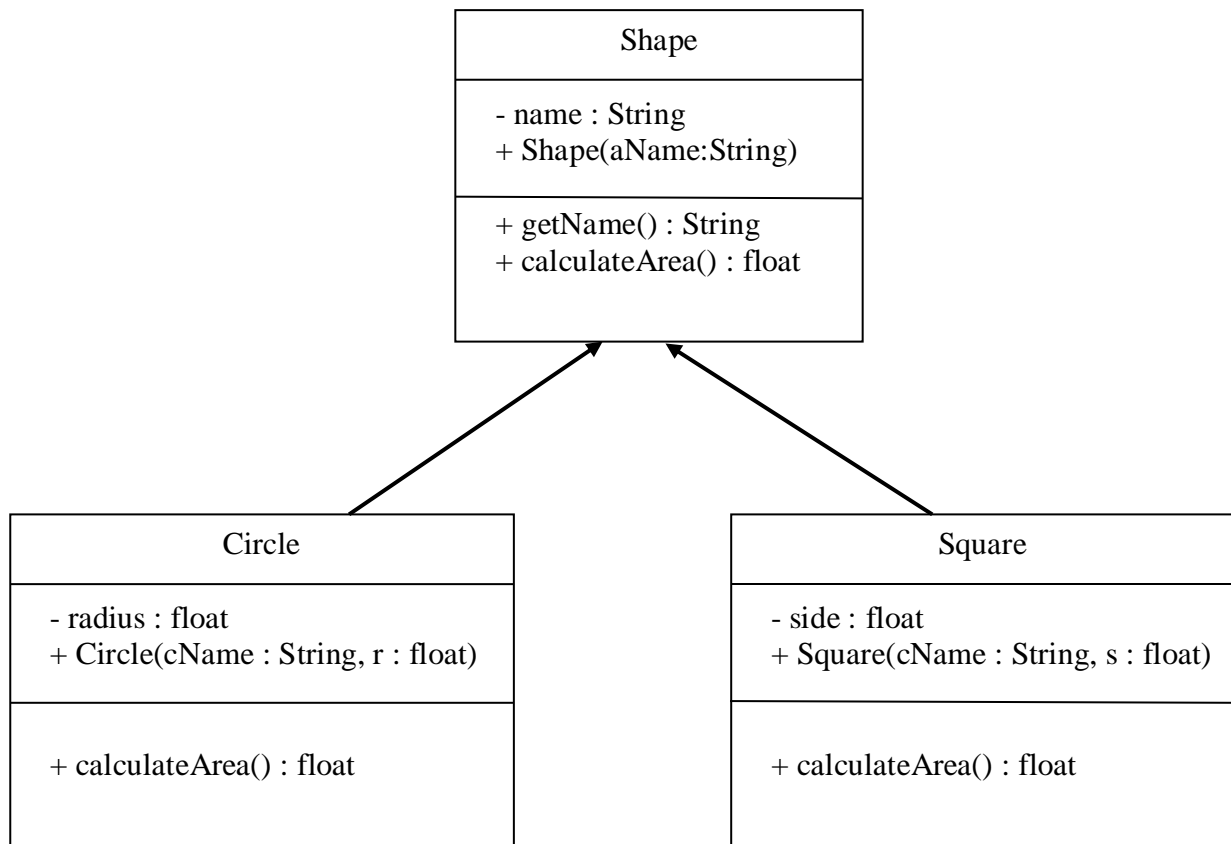 Shape
- name : String
+ Shape(aName:String)
+ getName() : String
+ calculateArea() : float
Circle
- radius : float
+ Circle(cName : String, r : float)
+ calculateArea() : float
Square
- side : float
+ Square(cName : String, s : float)
+ calculateArea() : float